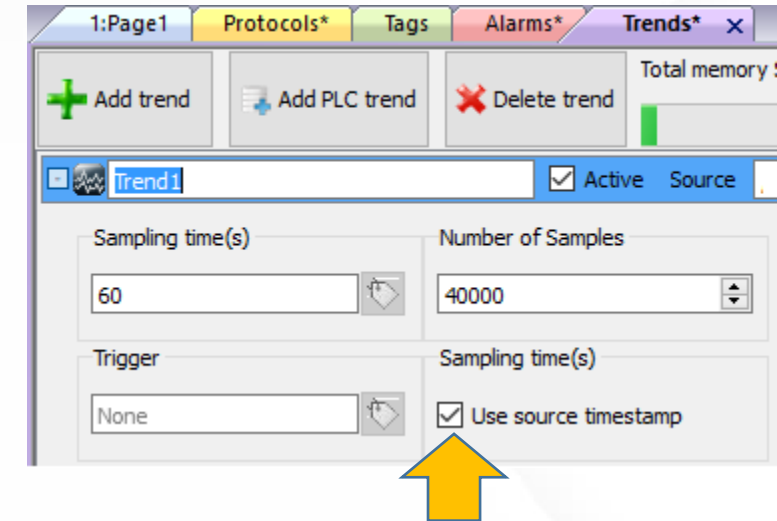 1:Page1 Protocols* Tags Alarms* Trends* x
Total memory
Add trend Add PLC trend Delete trend
Trend1 Active Source
Sampling time(s) Number of Samples
60 40000
Trigger Sampling time(s)
None Use source timestamp